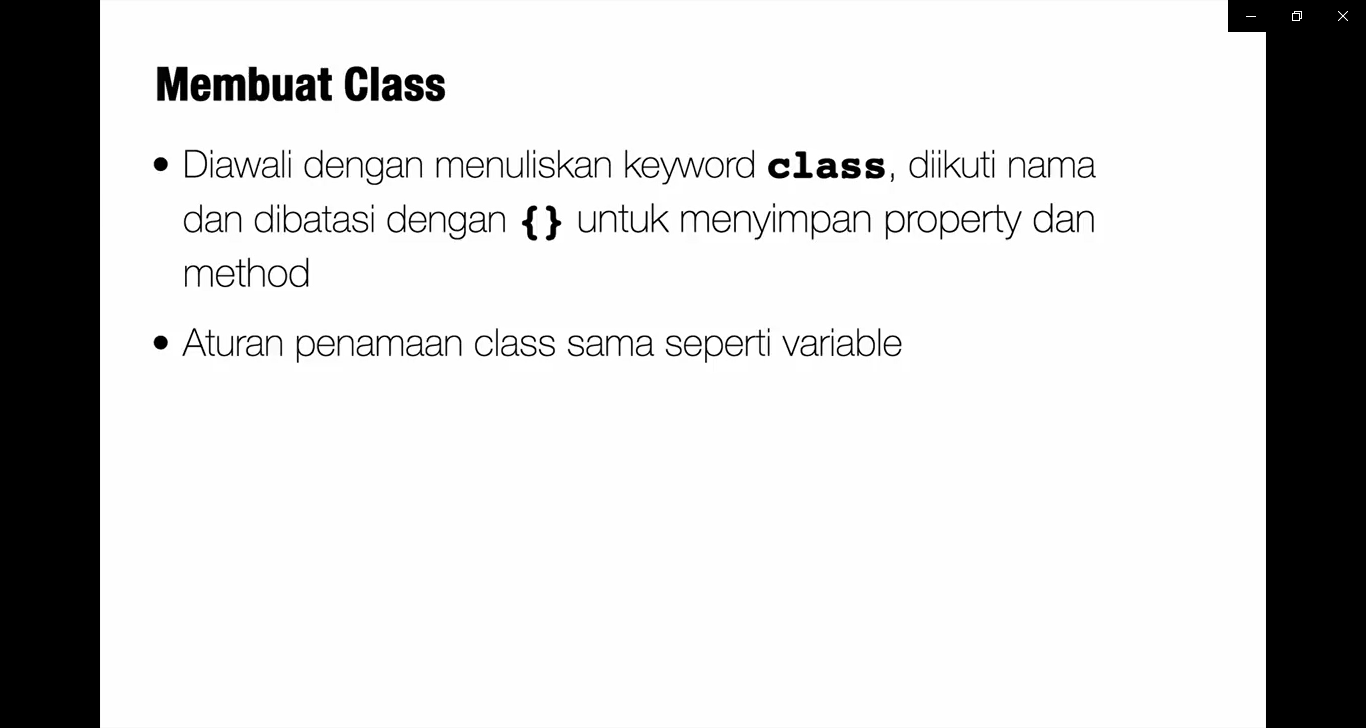 Membuat Class
• Diawali dengan menuliskan keyword class, diikuti nama
dan dibatasi dengan {} untuk menyimpan property dan
method
• Aturan penamaan class sama seperti variable